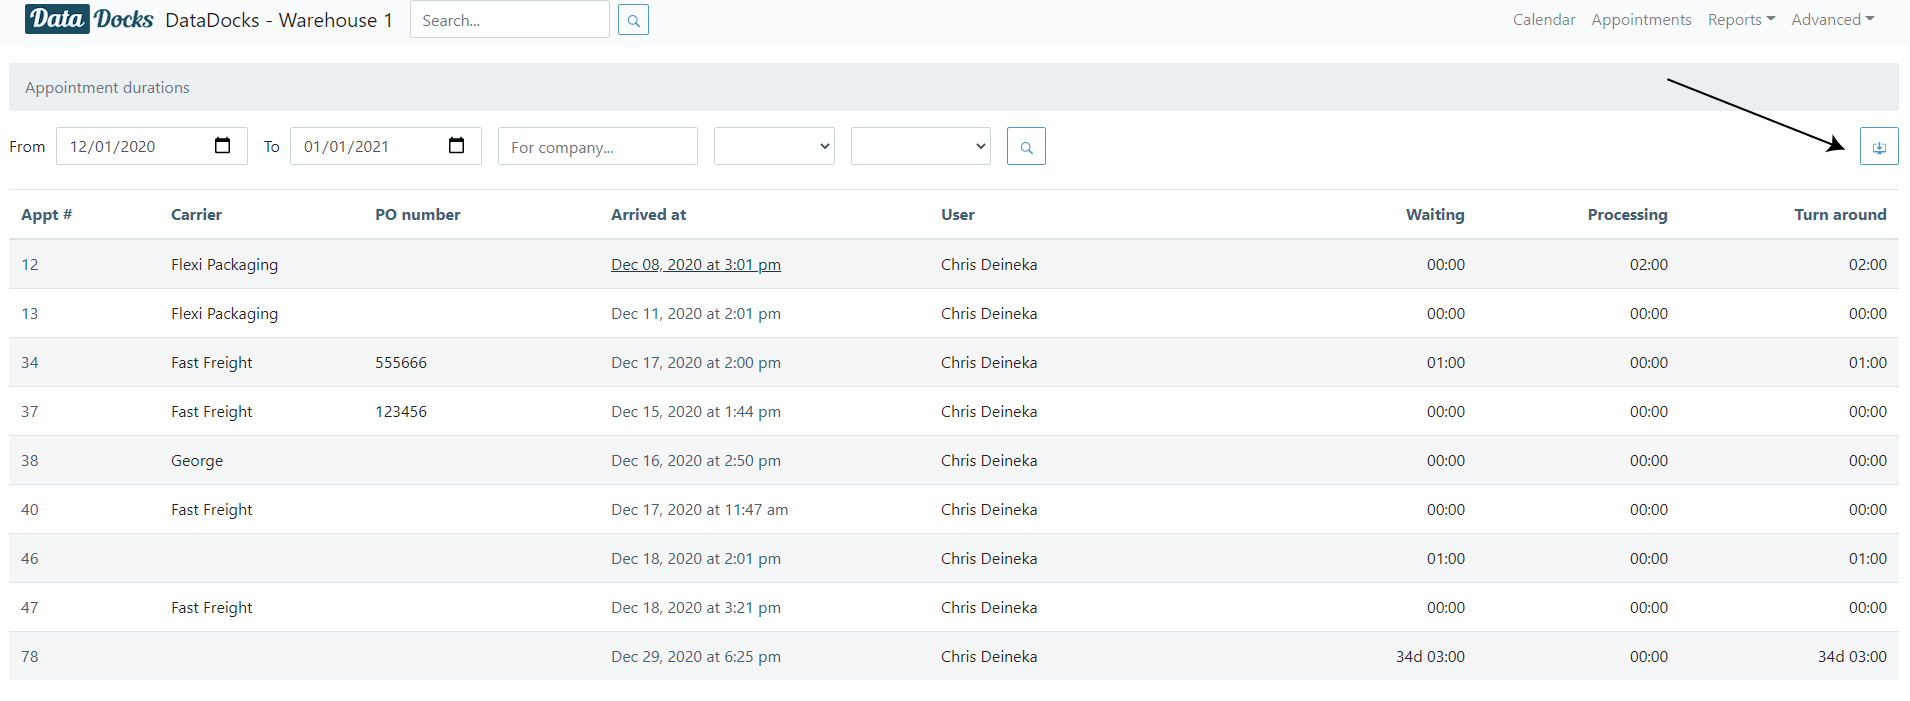 Data Docks DataDocks - Warehouse 1 Search... Calendar Appointments Reports Advanced
Appointment durations
From 12/01/2020 To 01/01/2021 For company...
Appt # Carrier PO number Arrived at User Waiting Processing Turn around
12 Flexi Packaging Dec 08, 2020 at 3:01 pm Chris Deineka 00:00 02:00 02:00
13 Flexi Packaging Dec 11, 2020 at 2:01 pm Chris Deineka 00:00 00:00 00:00
34 Fast Freight 555666 Dec 17, 2020 at 2:00 pm Chris Deineka 01:00 00:00 01:00
37 Fast Freight 123456 Dec 15, 2020 at 1:44 pm Chris Deineka 00:00 00:00 00:00
38 George Dec 16, 2020 at 2:50 pm Chris Deineka 00:00 00:00 00:00
40 Fast Freight Dec 17, 2020 at 11:47 am Chris Deineka 00:00 00:00 00:00
46 Dec 18, 2020 at 2:01 pm Chris Deineka 01:00 00:00 01:00
47 Fast Freight Dec 18, 2020 at 3:21 pm Chris Deineka 00:00 00:00 00:00
78 Dec 29, 2020 at 6:25 pm Chris Deineka 34d 03:00 00:00 34d 03:00